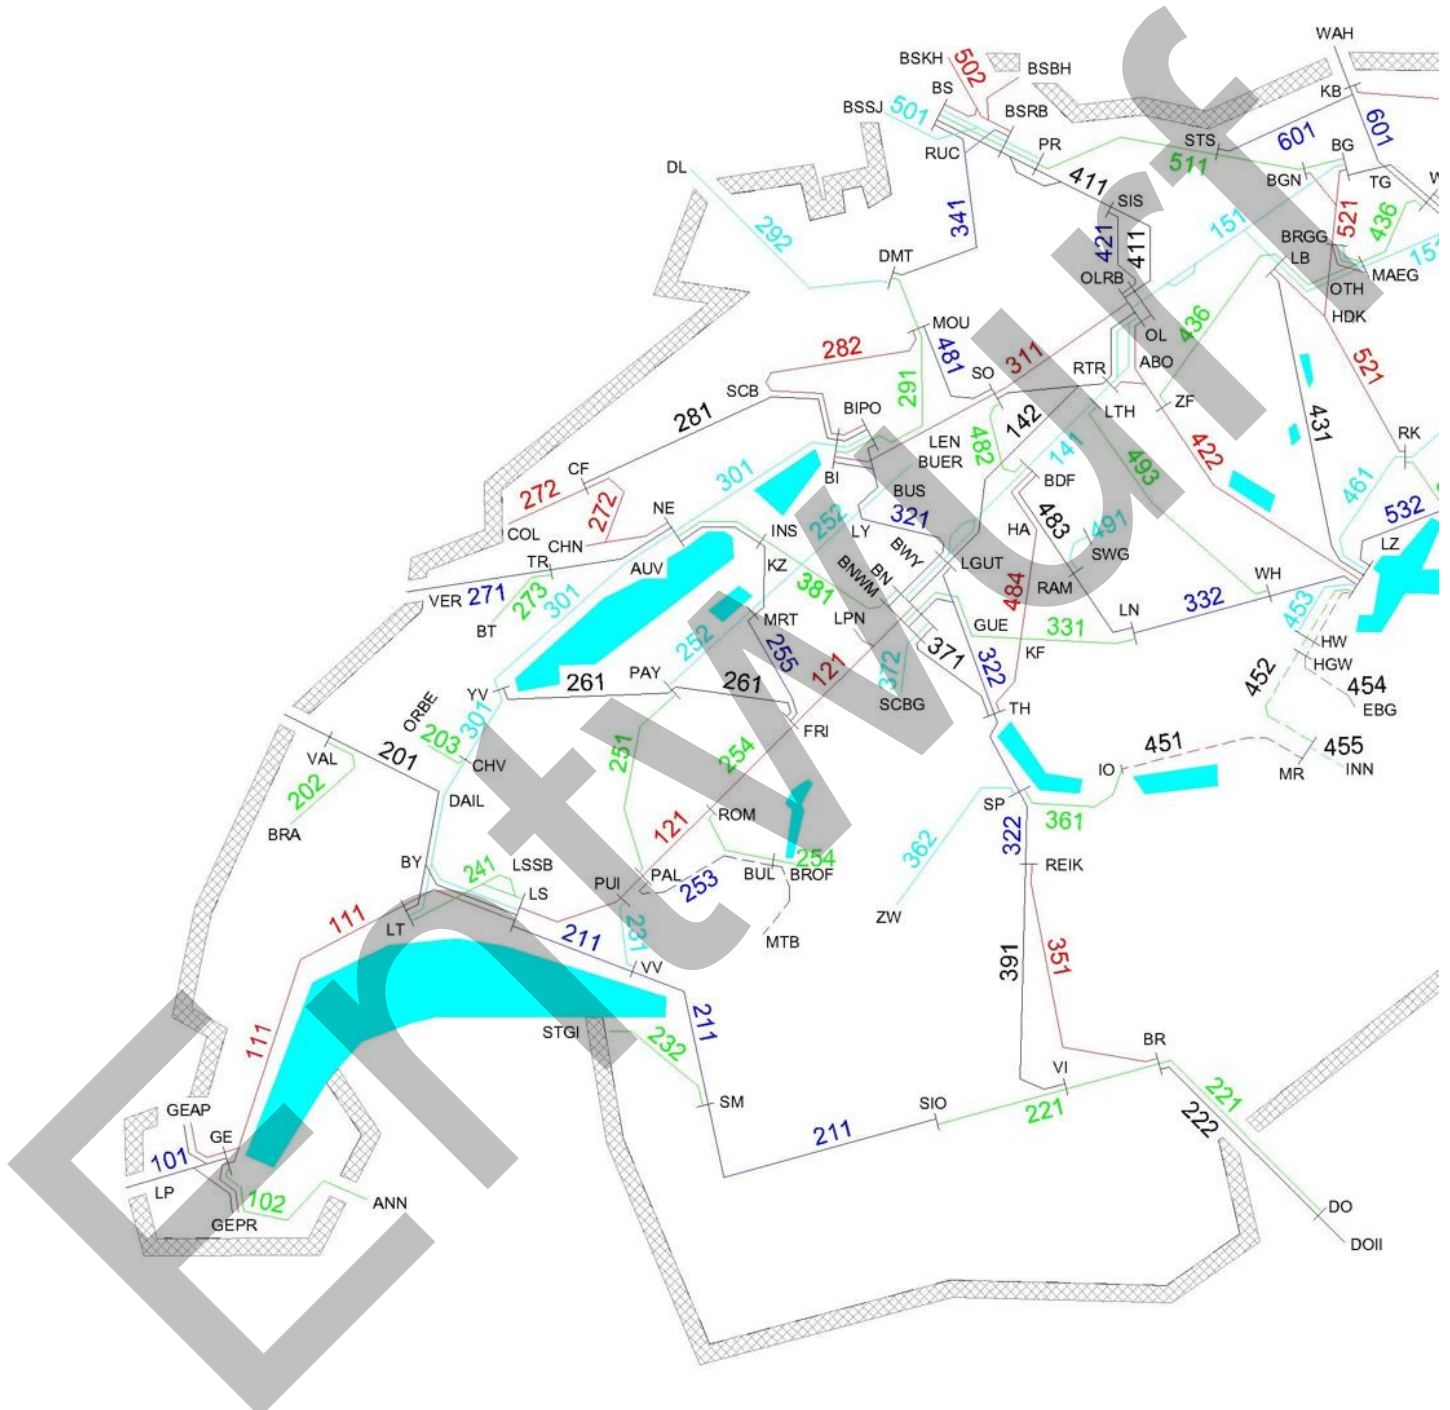 WAH
BSKH
502
BSBH
BS
KB
BSSJ
501
BSRB
601
601
RUC
PR
STS
BG
511
BGN
TG
W
DL
411
SIS
521
436
341
421
411
151
BRGG
LB
151
292
DMT
OLRB
OTH
MAEG
HDK
MOU
436
OL
ABO
282
481
311
521
SO
RTR
SCB
291
ZF
281
BIPO
142
LTH
431
482
LEN
BUER
141
422
RK
CF
301
BI
BDF
493
461
272
272
BUS
532
NE
252
321
HA
483
491
COL
INS
LY
CHN
BWY
SWG
LZ
TR
AUV
KZ
BN
LGUT
BNWM
RAM
WH
VER
271
273
301
381
484
332
453
BT
MRT
LPN
GUE
LN
331
HW
252
255
371
KF
HGW
121
322
452
PAY
372
454
YV
261
261
SCBG
EBG
ORBE
TH
301
FRI
203
251
254
451
455
VAL
201
CHV
IO
MR
INN
202
DAIL
SP
361
ROM
BRA
121
362
322
BY
LSSB
254
REIK
241
PUI
PAL
BUL
BROF
LS
253
111
231
ZW
LT
211
MTB
391
351
VV
111
STGI
211
BR
232
VI
221
GEAP
SM
SIO
221
222
GE
211
101
LP
102
ANN
DO
GEPR
DOII
Entwurf